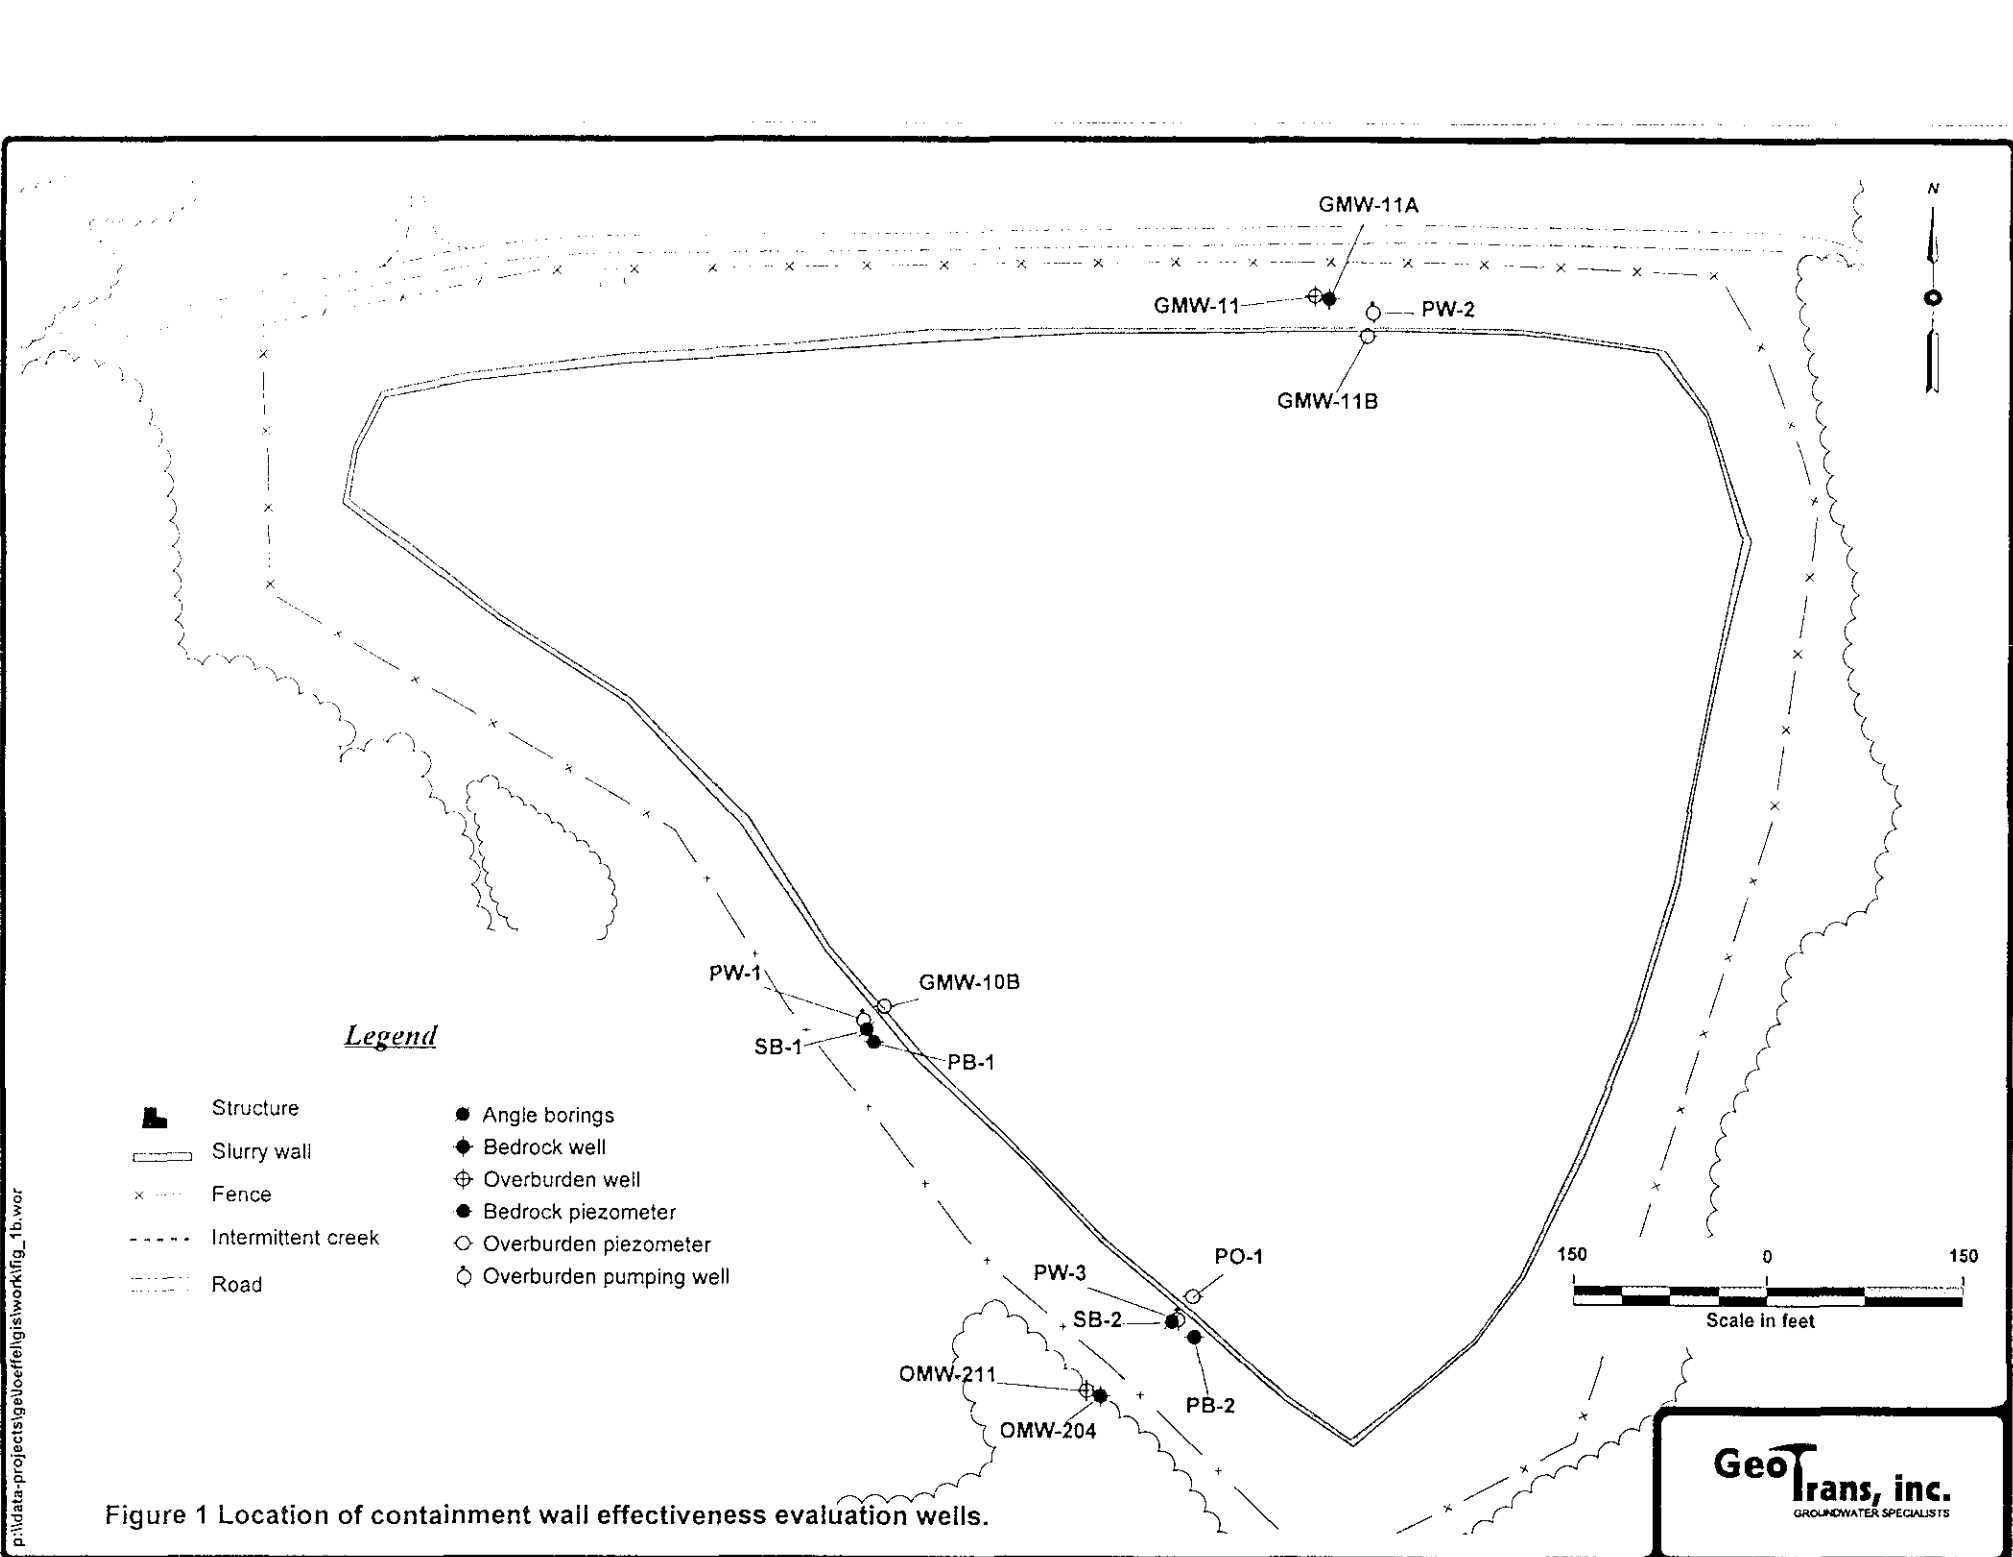 N
GMW-11A
GMW-11
PW-2
GMW-11B
PW-1
GMW-10B
SB-1
PB-1
Legend
Structure
Slurry wall
Fence
Intermittent creek
Road
Angle borings
Bedrock well
Overburden well
Bedrock piezometer
Overburden piezometer
Overburden pumping well
PO-1
PW-3
SB-2
OMW-211
PB-2
OMW-204
150 0 150
Scale in feet
GeoTrans, inc.
GROUNDWATER SPECIALISTS
Figure 1 Location of containment wall effectiveness evaluation wells.
p:\\data-projects\ge\loeffel\gis\work\fig_1b.wor